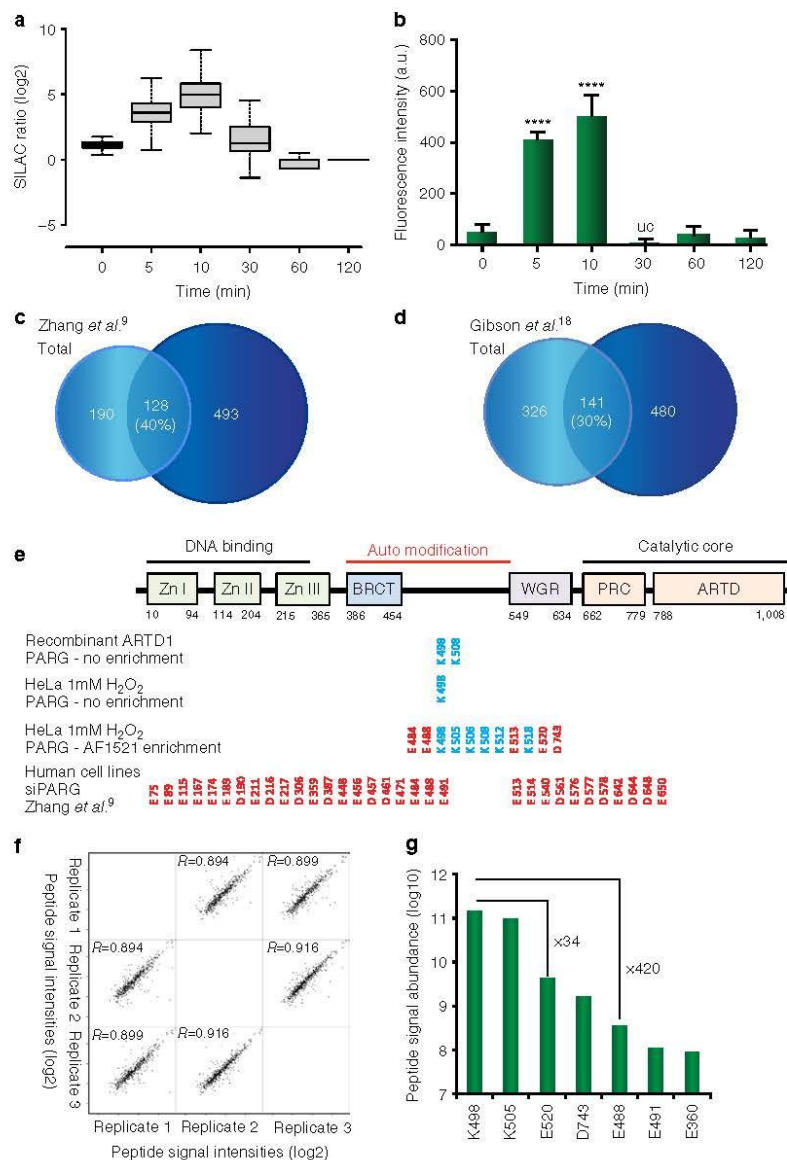 a
SILAC ratio (log2)
10
5
0
−5
0 5 10 30 60 120
Time (min)
b
Fluorescence intensity (a.u.)
800
600
400
200
0
****
****
uc
0 5 10 30 60 120
Time (min)
c
Zhang et al.9
Total
190
128
(40%)
493
d
Gibson et al.18
Total
326
141
(30%)
480
e
DNA binding
Auto modification
Catalytic core
Zn I Zn II Zn III BRCT WGR PRC ARTD
10 94 114 204 215 365 386 454 549 634 662 779 788 1,008
Recombinant ARTD1
PARG - no enrichment
K 498 K 508
HeLa 1mM H2O2
PARG - no enrichment
K 498
HeLa 1mM H2O2
PARG - AF1521 enrichment
E 484 E 488 K 498 K 505 K 506 K 508 K 512 E 513 K 518 E 520 D 743
Human cell lines
siPARG
Zhang et al.9
E 75 E 89 E 115 E 167 E 174 E 189 D 190 E 211 D 216 E 217 D 306 E 359 D 387 E 448 E 456 D 457 D 461 E 471 E 484 E 488 E 491 E 513 E 514 E 540 D 561 E 576 D 577 D 578 E 642 D 644 D 648 E 650
f
Peptide signal intensities (log2)
Replicate 1
Replicate 2
Replicate 3
R=0.894
R=0.899
R=0.894
R=0.916
R=0.899
R=0.916
Replicate 1 Replicate 2 Replicate 3
Peptide signal intensities (log2)
g
Peptide signal abundance (log10)
12
11
10
9
8
7
×34
×420
K498 K505 E520 D743 E488 E491 E360